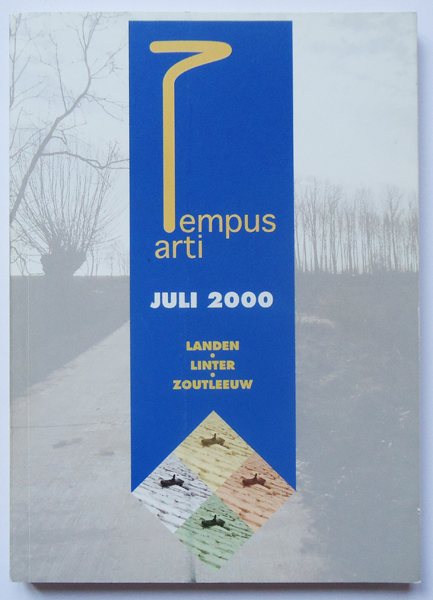 Tempus
arti
JULI 2000
LANDEN
•
LINTER
•
ZOUTLEEUW